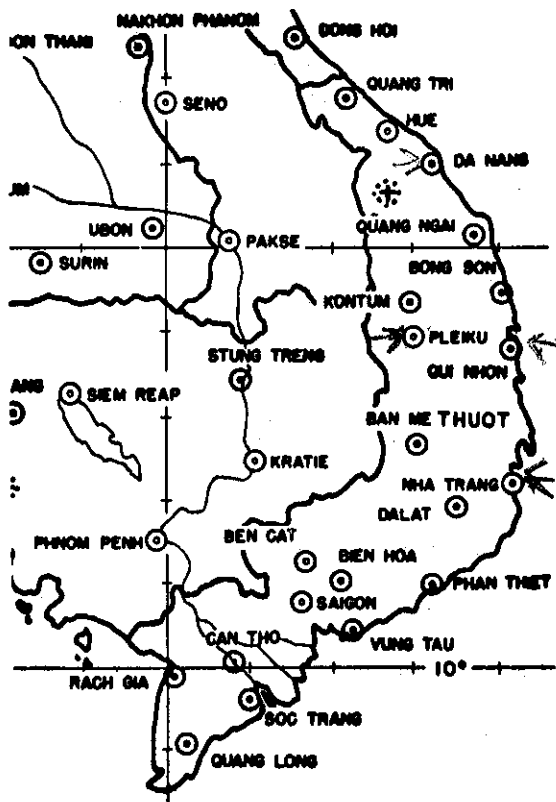 NAKHON PHANOM
DONG HOI
QUANG TRI
SENO
HUE
DA NANG
UBON
PAKSE
QUANG NGAI
SURIN
BONG SON
KONTUM
PLEIKU
STUNG TRENG
QUI NHON
SIEM REAP
BAN ME THUOT
KRATIE
NHA TRANG
DALAT
BEN CAT
PHNOM PENH
BIEN HOA
PHAN THIET
SAIGON
VUNG TAU
CAN THO
10°
RACH GIA
SOC TRANG
QUANG LONG